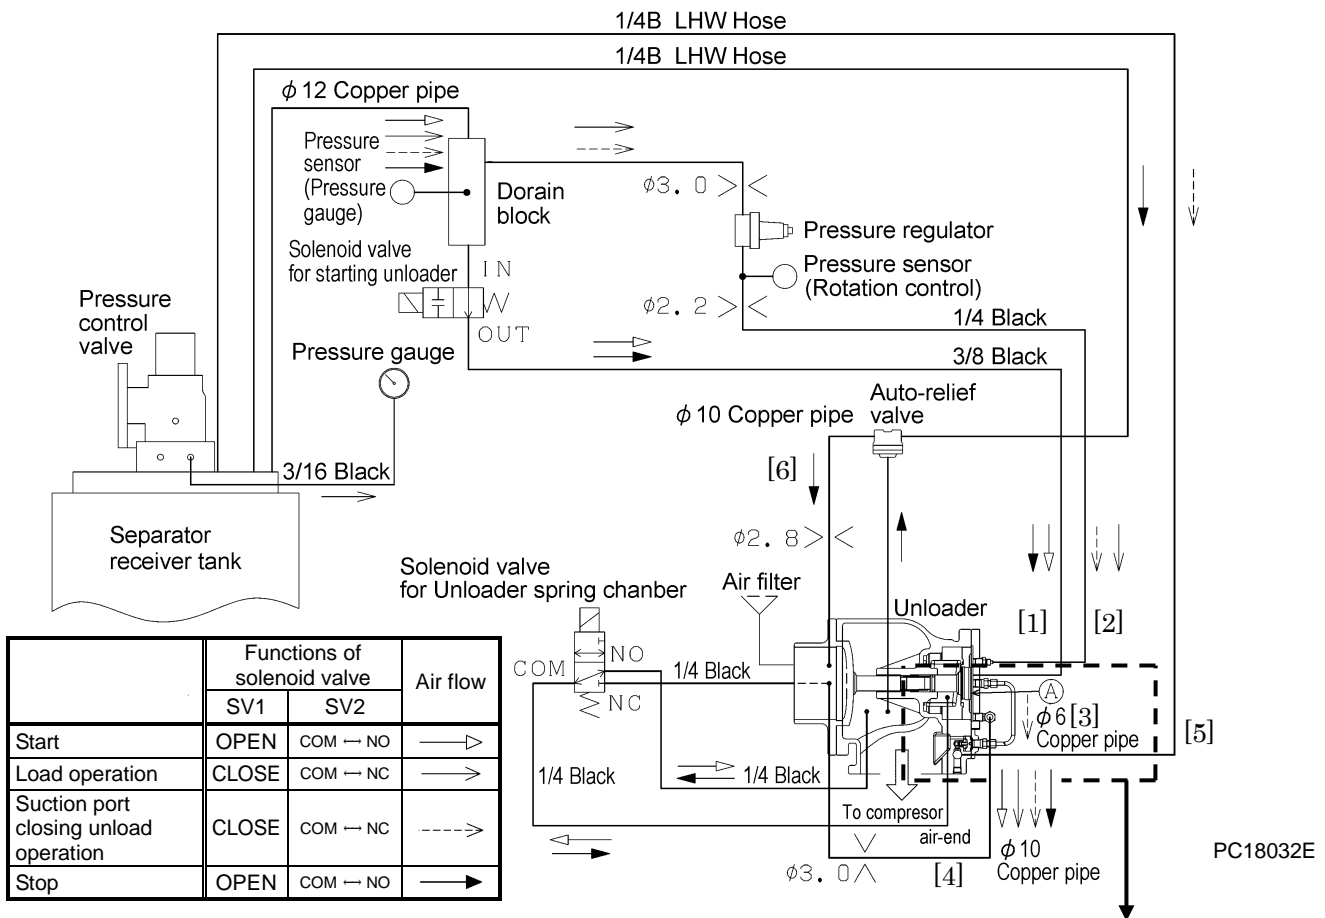 1/4B LHW Hose
1/4B LHW Hose
φ 12 Copper pipe
Pressure
sensor
(Pressure
gauge)
Dorain
block
φ3. 0
Pressure regulator
Solenoid valve
for starting unloader
IN
OUT
Pressure sensor
(Rotation control)
φ2. 2
1/4 Black
3/8 Black
Pressure
control
valve
Pressure gauge
3/16 Black
Separator
receiver tank
φ 10 Copper pipe
Auto-relief
valve
[6]
φ2. 8
Solenoid valve
for Unloader spring chanber
Air filter
Unloader
[1]
[2]
COM
NO
NC
1/4 Black
A
φ 6 [3]
Copper pipe
[5]
1/4 Black
1/4 Black
To compresor
air-end
φ 10
Copper pipe
φ3. 0
[4]
PC18032E
Functions of
solenoid valve
Air flow
SV1 SV2
Start OPEN COM ↔ NO
Load operation CLOSE COM ↔ NC
Suction port
closing unload
operation
CLOSE COM ↔ NC
Stop OPEN COM ↔ NO